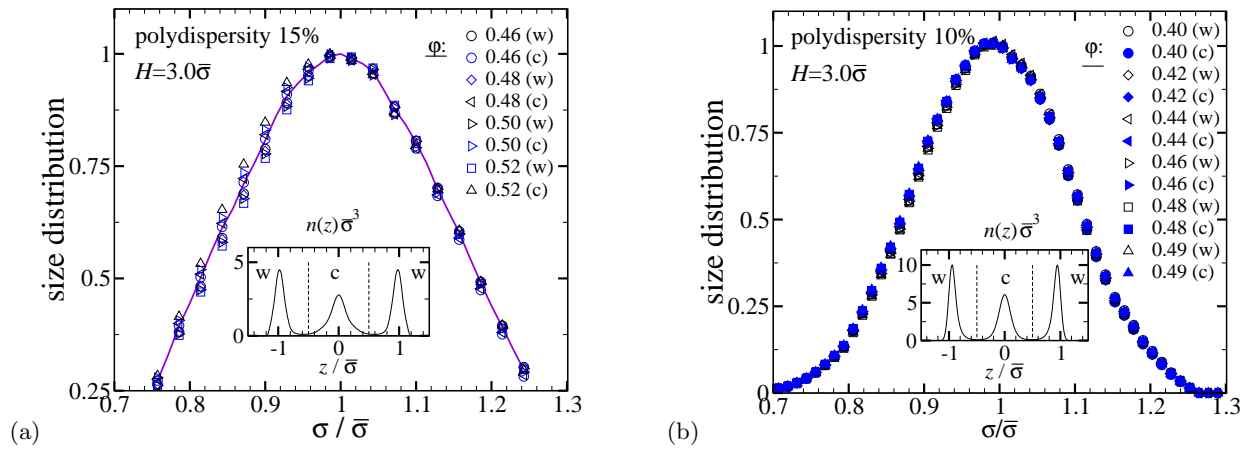 polydispersity 15%
H=3.0σ̅
φ:
0.46 (w)
0.46 (c)
0.48 (w)
0.48 (c)
0.50 (w)
0.50 (c)
0.52 (w)
0.52 (c)
size distribution
1
0.75
0.5
0.25
n(z) σ̅³
5
0
w
c
w
-1
0
1
z / σ̅
0.7
0.8
0.9
1
1.1
1.2
1.3
σ / σ̅
(a)
polydispersity 10%
H=3.0σ̅
φ:
0.40 (w)
0.40 (c)
0.42 (w)
0.42 (c)
0.44 (w)
0.44 (c)
0.46 (w)
0.46 (c)
0.48 (w)
0.48 (c)
0.49 (w)
0.49 (c)
size distribution
1
0.75
0.5
0.25
0
n(z) σ̅³
10
5
0
w
c
w
-1
0
1
z / σ̅
0.7
0.8
0.9
1
1.1
1.2
1.3
σ/σ̅
(b)